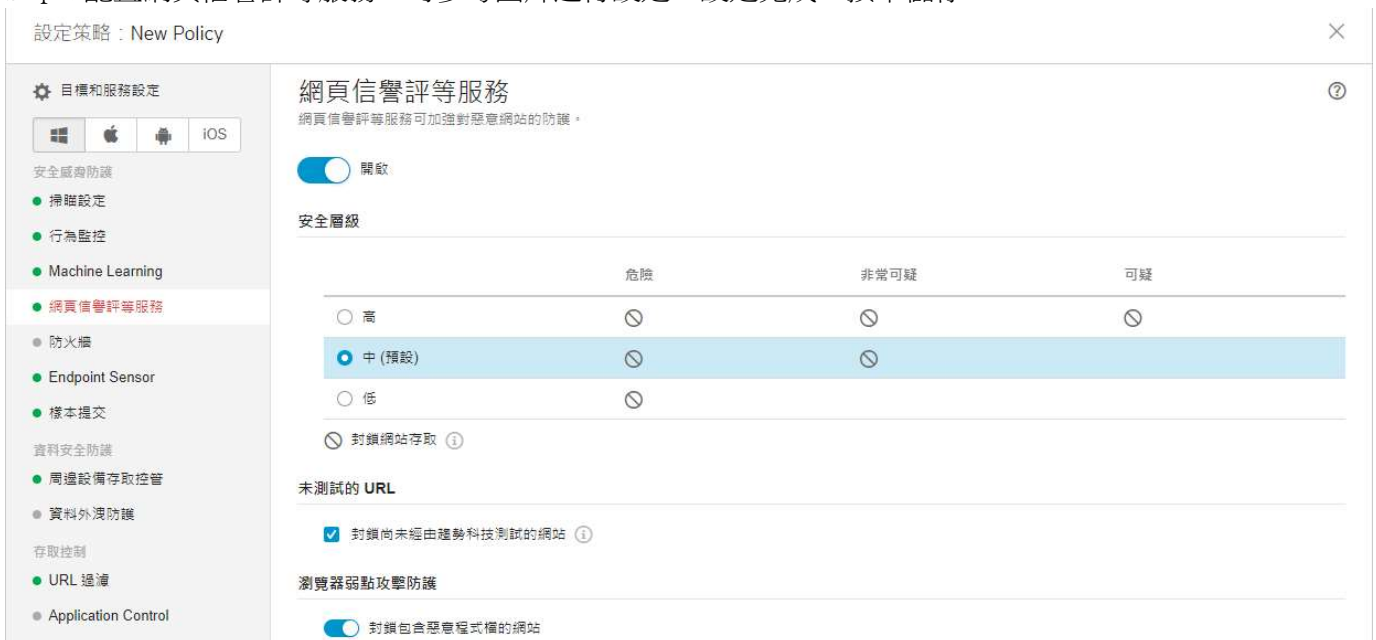 設定策略：New Policy
目標和服務設定
iOS
安全威脅防護
掃瞄設定
行為監控
Machine Learning
網頁信譽評等服務
防火牆
Endpoint Sensor
樣本提交
資料安全防護
周邊設備存取控管
資料外洩防護
存取控制
URL 過濾
Application Control
網頁信譽評等服務
網頁信譽評等服務可加強對惡意網站的防護。
開啟
安全層級
危險 非常可疑 可疑
高
中 (預設)
低
封鎖網站存取
未測試的 URL
封鎖尚未經由趨勢科技測試的網站
瀏覽器弱點攻擊防護
封鎖包含惡意程式檔的網站